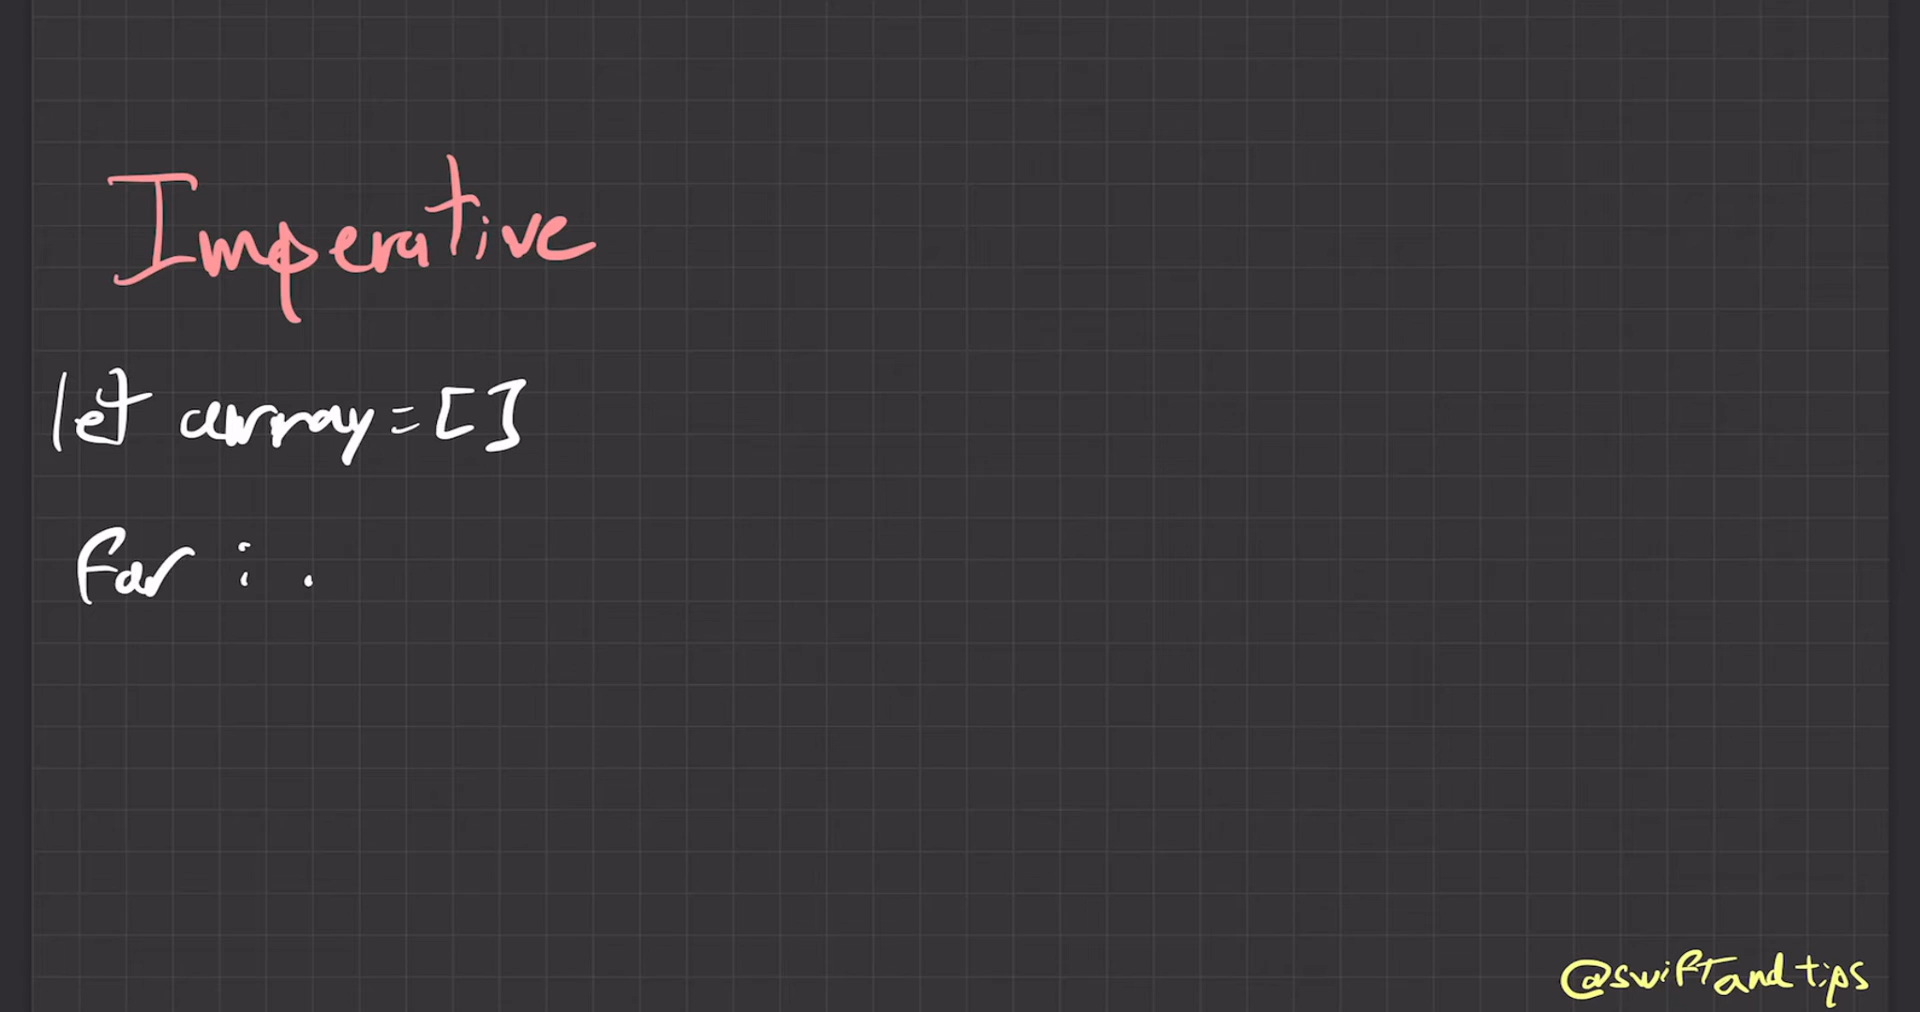 Imperative
let array = []
for i .
@swiftandtips